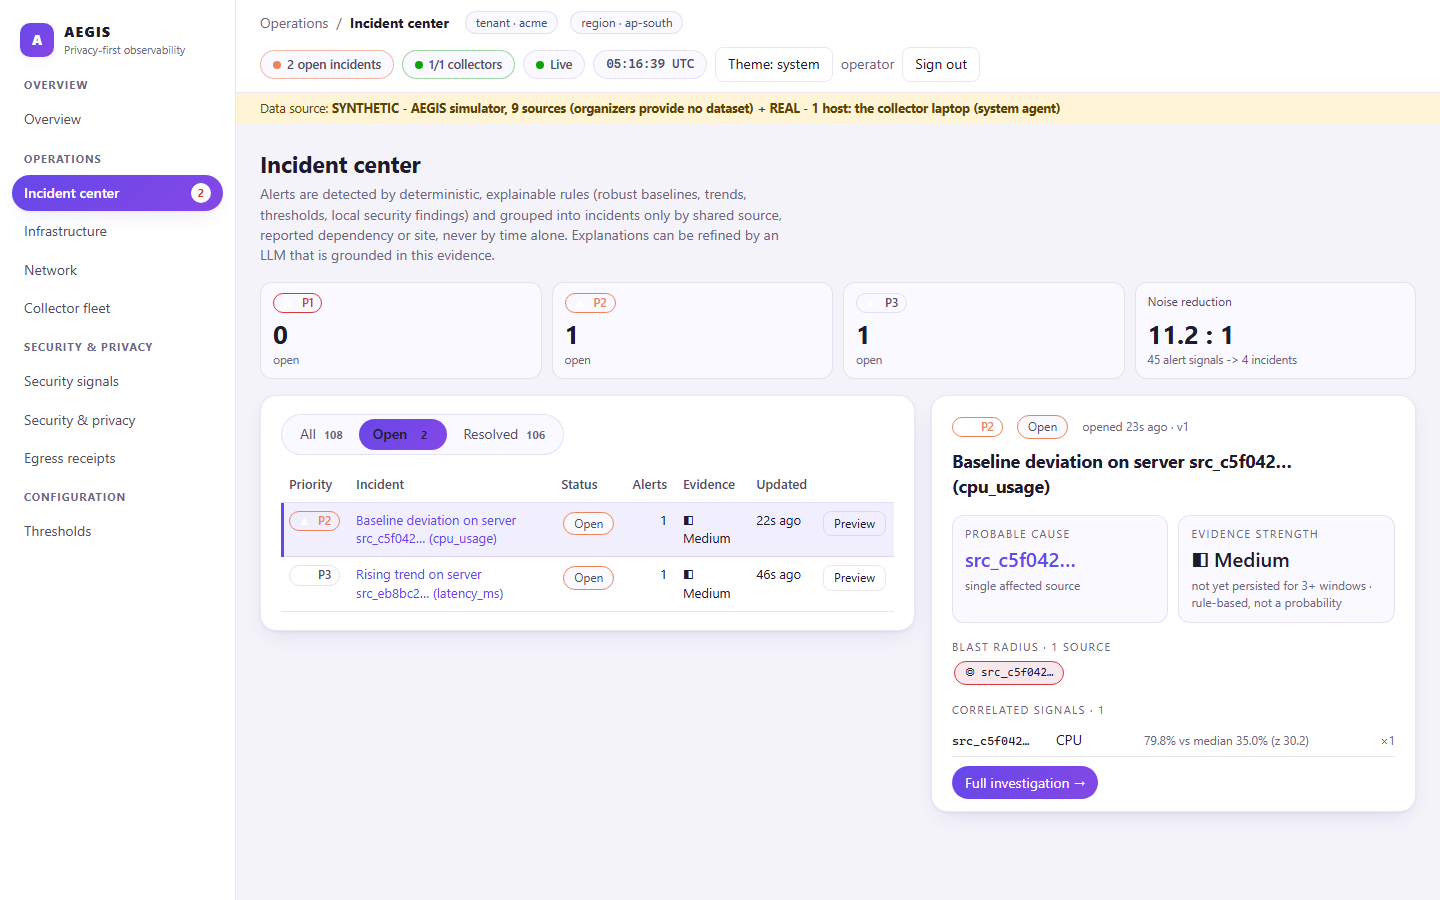 A
AEGIS
Privacy-first observability
OVERVIEW
Overview
OPERATIONS
Incident center 2
Infrastructure
Network
Collector fleet
SECURITY & PRIVACY
Security signals
Security & privacy
Egress receipts
CONFIGURATION
Thresholds
Operations / Incident center tenant · acme region · ap-south
2 open incidents 1/1 collectors Live 05:16:39 UTC Theme: system operator Sign out
Data source: SYNTHETIC - AEGIS simulator, 9 sources (organizers provide no dataset) + REAL - 1 host: the collector laptop (system agent)
Incident center
Alerts are detected by deterministic, explainable rules (robust baselines, trends,
thresholds, local security findings) and grouped into incidents only by shared source,
reported dependency or site, never by time alone. Explanations can be refined by an
LLM that is grounded in this evidence.
P1
0
open
P2
1
open
P3
1
open
Noise reduction
11.2 : 1
45 alert signals -> 4 incidents
All 108 Open 2 Resolved 106
Priority Incident Status Alerts Evidence Updated
P2 Baseline deviation on server src_c5f042... (cpu_usage) Open 1 ◧ Medium 22s ago Preview
P3 Rising trend on server src_eb8bc2... (latency_ms) Open 1 ◧ Medium 46s ago Preview
P2 Open opened 23s ago · v1
Baseline deviation on server src_c5f042...
(cpu_usage)
PROBABLE CAUSE
src_c5f042...
single affected source
EVIDENCE STRENGTH
◧ Medium
not yet persisted for 3+ windows ·
rule-based, not a probability
BLAST RADIUS · 1 SOURCE
◎ src_c5f042…
CORRELATED SIGNALS · 1
src_c5f042… CPU 79.8% vs median 35.0% (z 30.2) ×1
Full investigation →